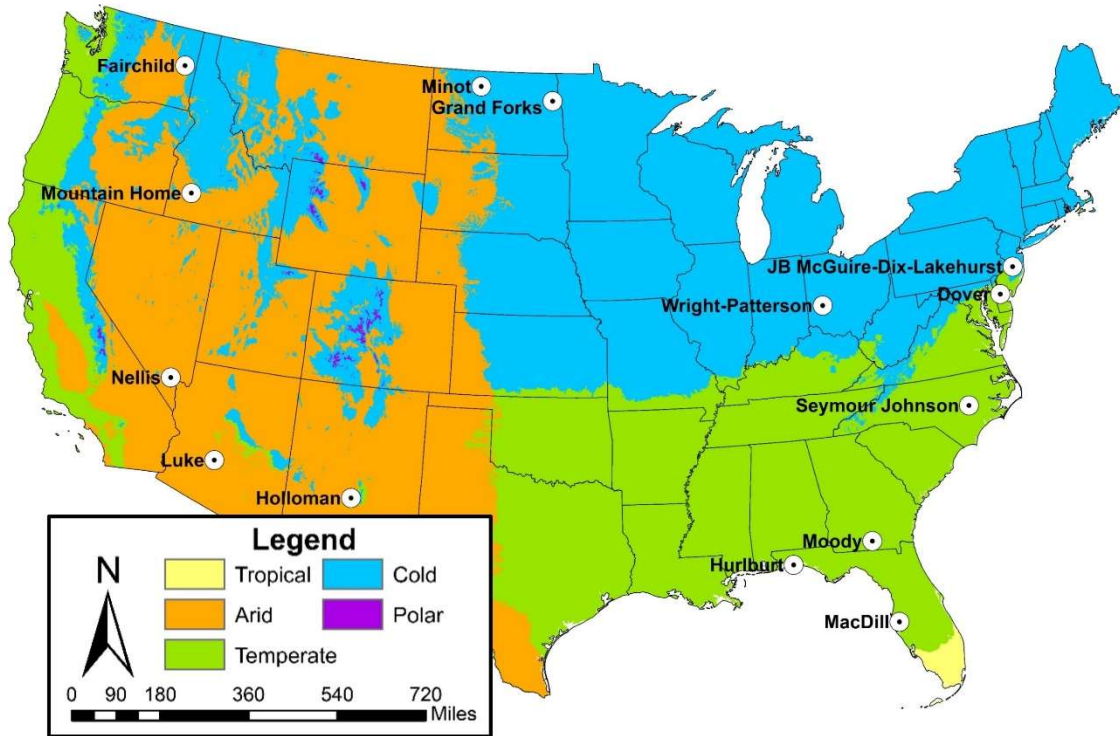 Fairchild
Minot
Grand Forks
Mountain Home
JB McGuire-Dix-Lakehurst
Dover
Wright-Patterson
Nellis
Seymour Johnson
Luke
Holloman
Moody
Hurlburt
MacDill
Legend
N
Tropical
Cold
Arid
Polar
Temperate
0 90 180 360 540 720
Miles